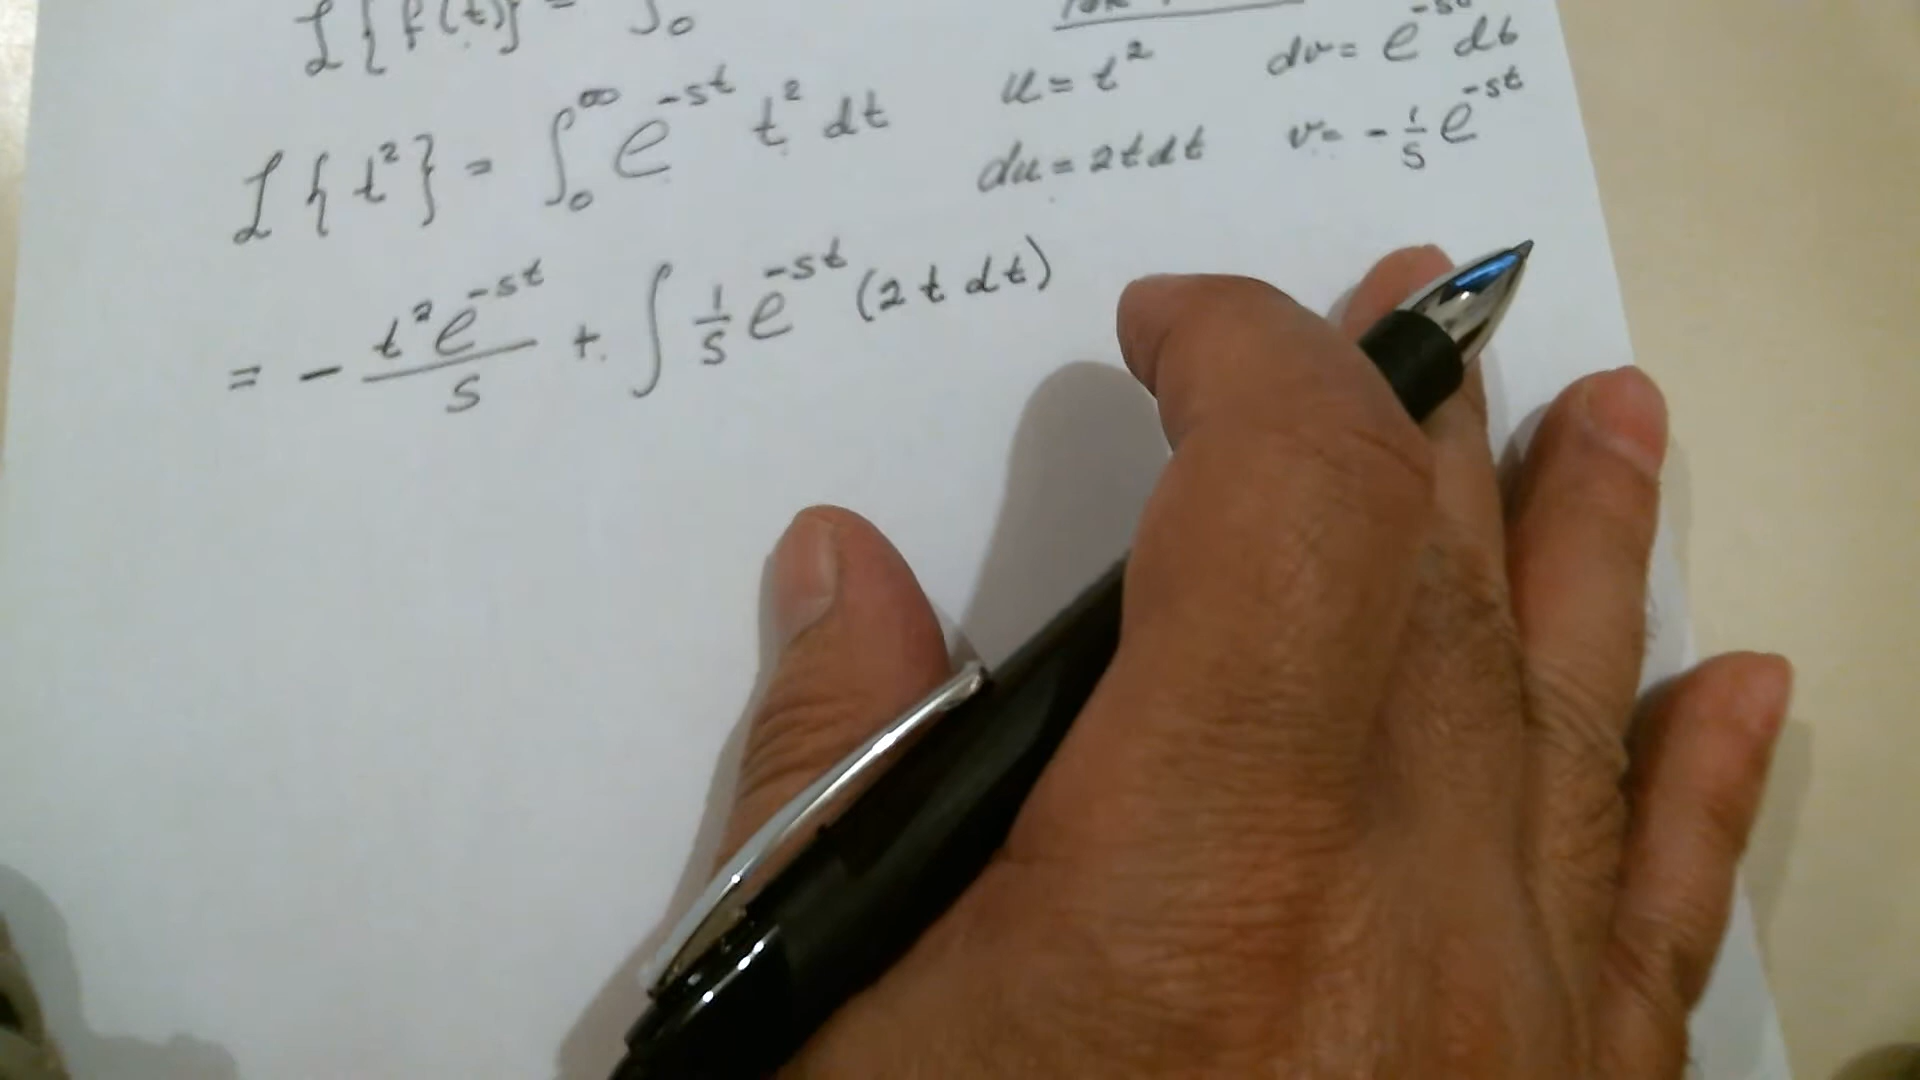 ℒ{f(t)} = ∫₀
u = t² dv = e^{-st} dt
ℒ{t²} = ∫₀^∞ e^{-st} t² dt
du = 2t dt v = -1/s e^{-st}
= - t² e^{-st}/s + ∫ 1/s e^{-st} (2t dt)